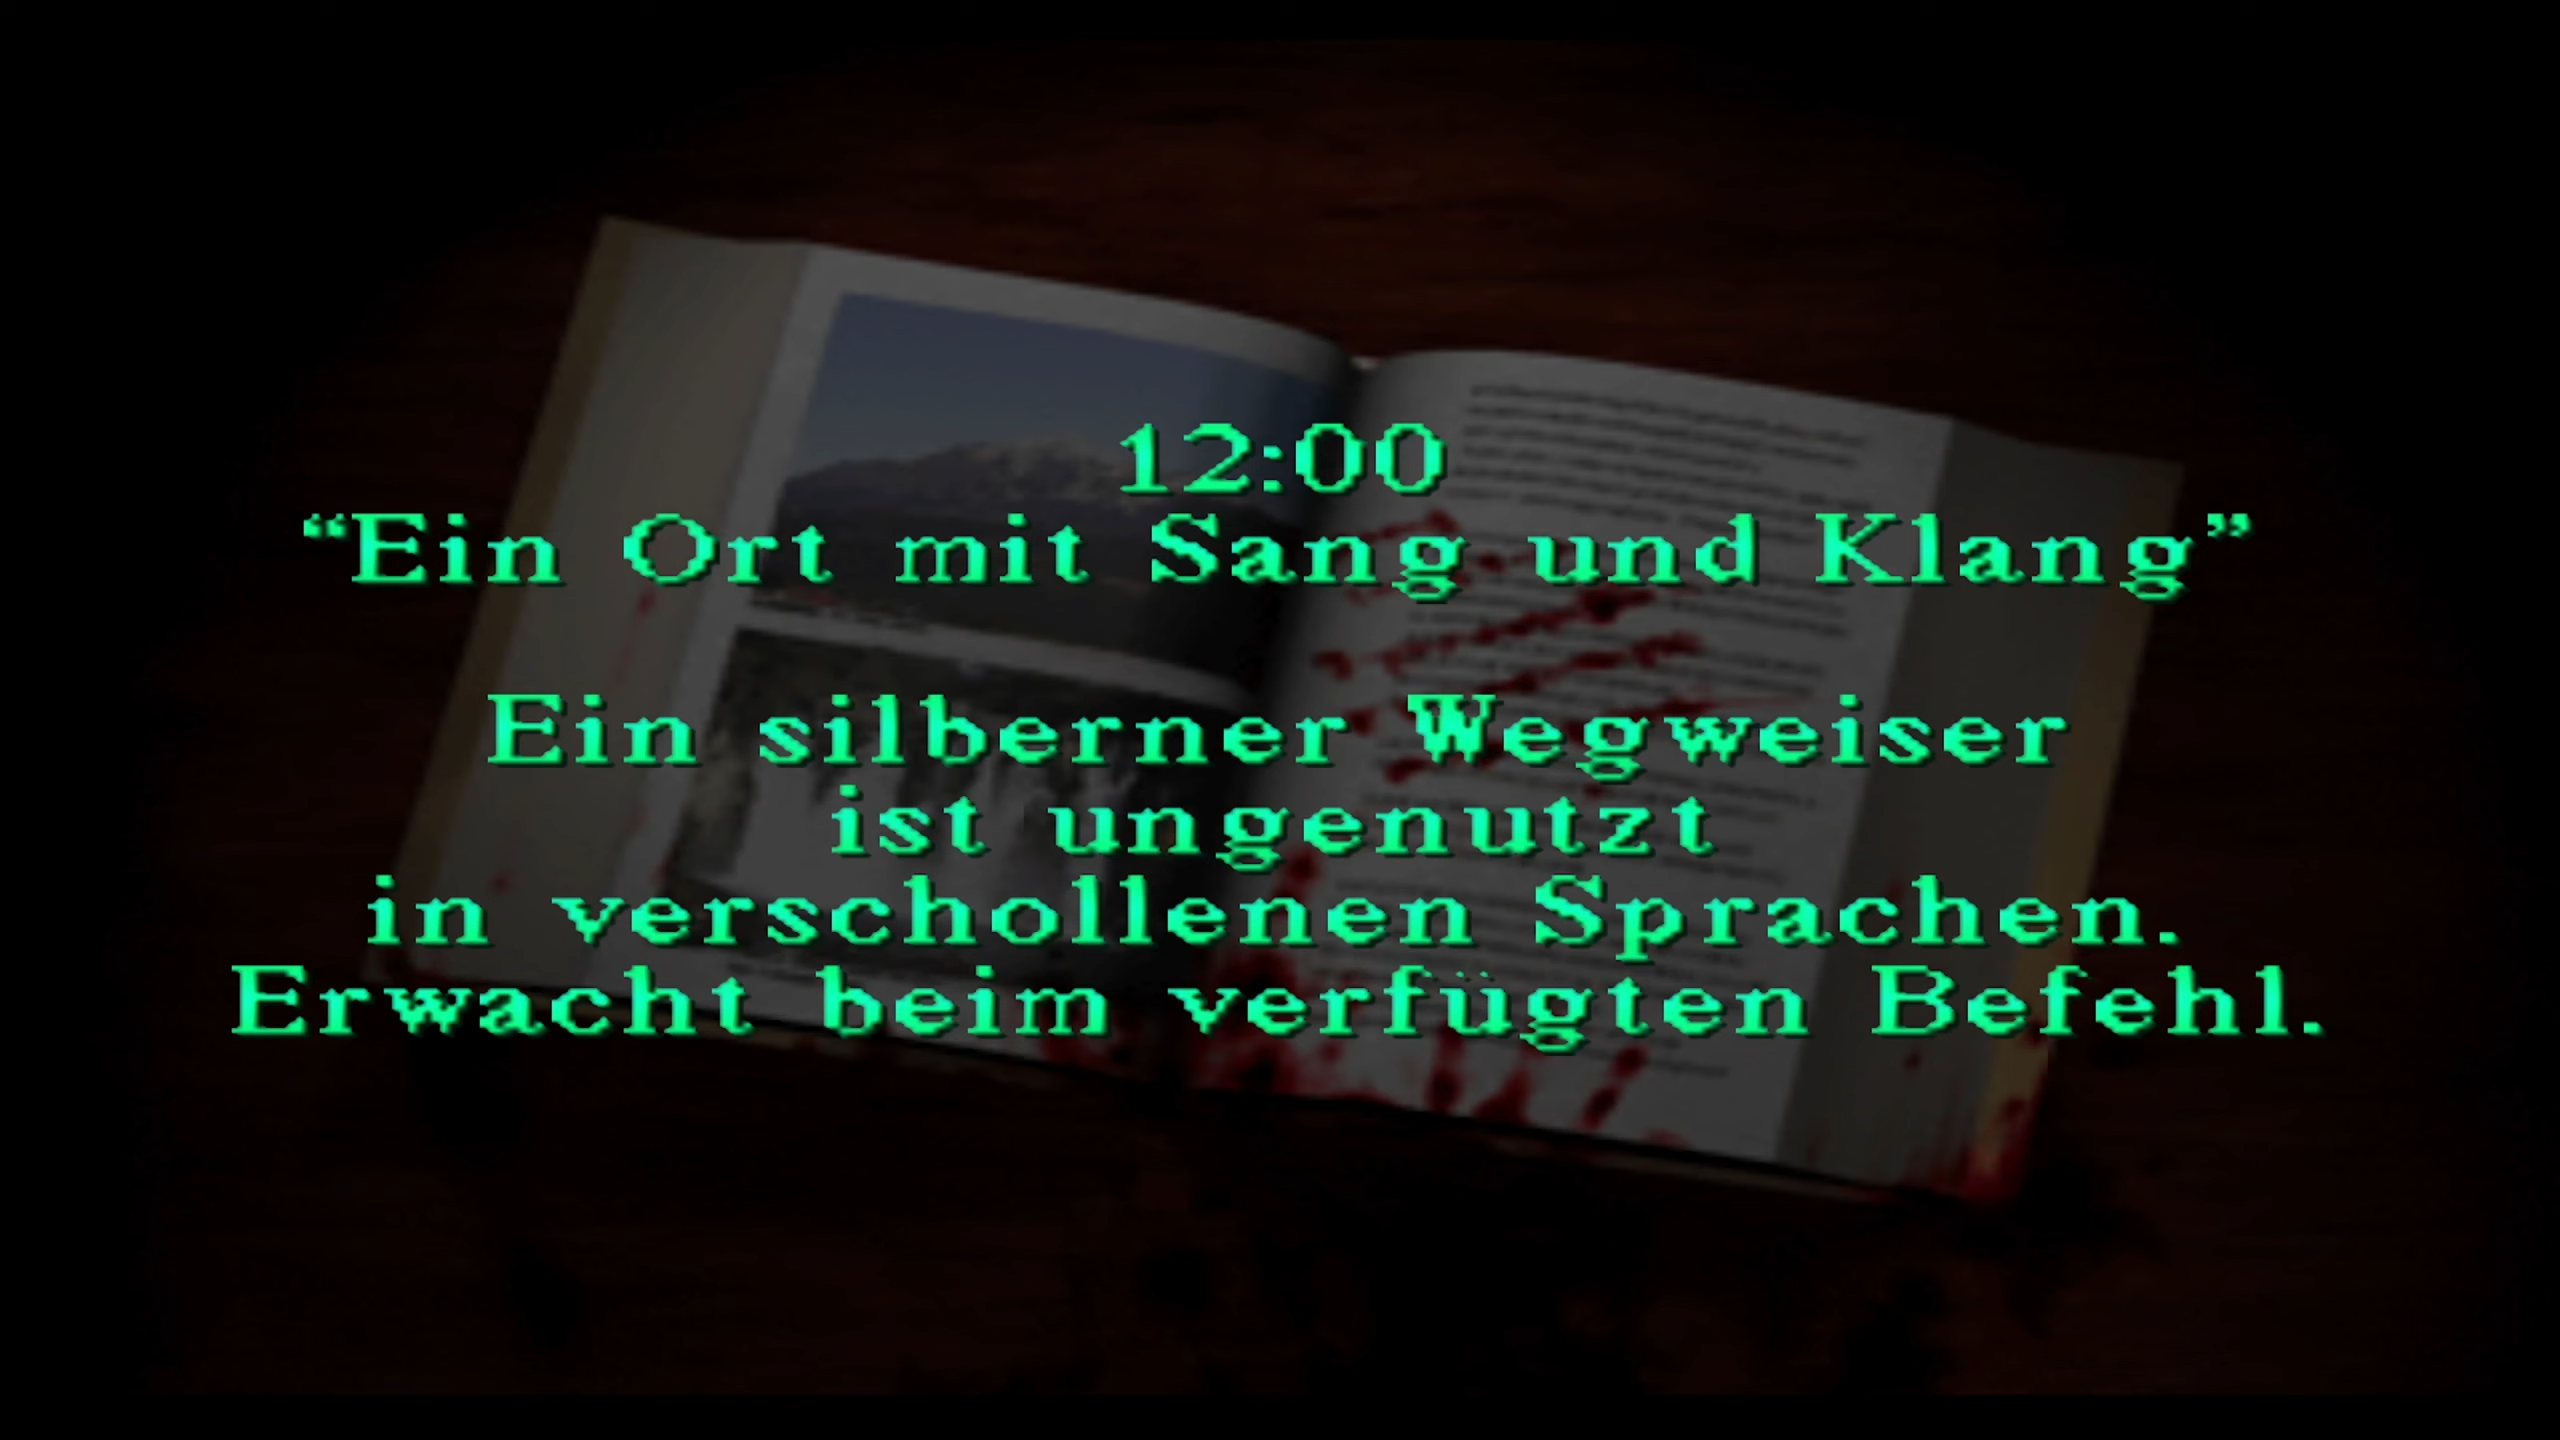 12:00
“Ein Ort mit Sang und Klang”
Ein silberner Wegweiser
ist ungenutzt
in verschollenen Sprachen.
Erwacht beim verfügten Befehl.